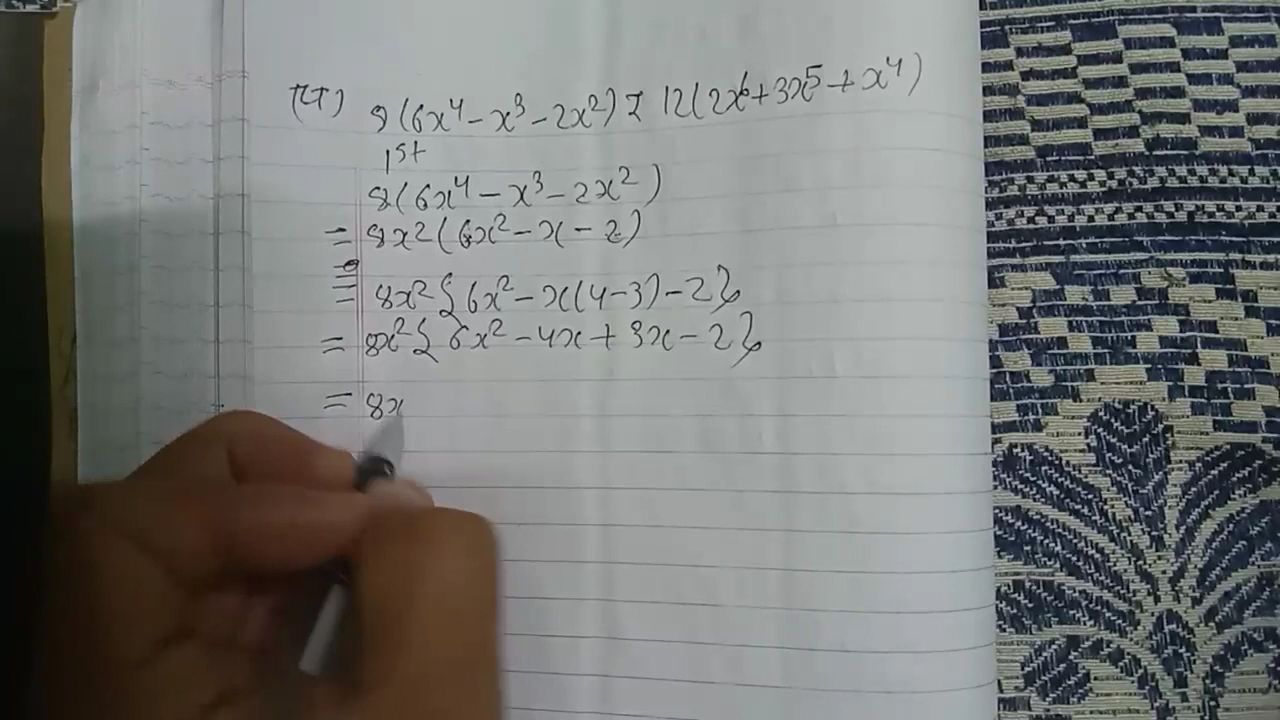 8(6x⁴ - x³ - 2x²) र 12(2x⁶ + 3x⁵ + x⁴)
1st
8(6x⁴ - x³ - 2x²)
= 8x²(6x² - x - 2)
=
= 8x²{6x² - x(4-3) - 2}
= 8x²{6x² - 4x + 3x - 2}
= 8x